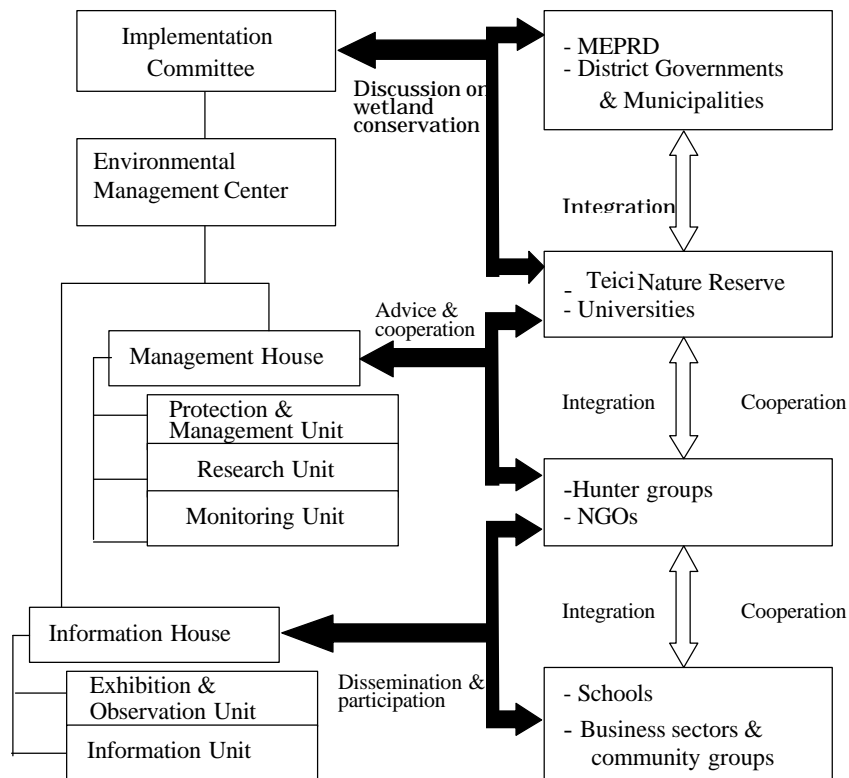 Implementation
Committee
Discussion on
wetland
conservation
- MEPRD
- District Governments
& Municipalities
Environmental
Management Center
Integration
- Teici Nature Reserve
- Universities
Advice &
cooperation
Management House
Protection &
Management Unit
Research Unit
Monitoring Unit
Integration
Cooperation
-Hunter groups
- NGOs
Information House
Integration
Cooperation
Exhibition &
Observation Unit
Information Unit
Dissemination &
participation
- Schools
- Business sectors &
community groups